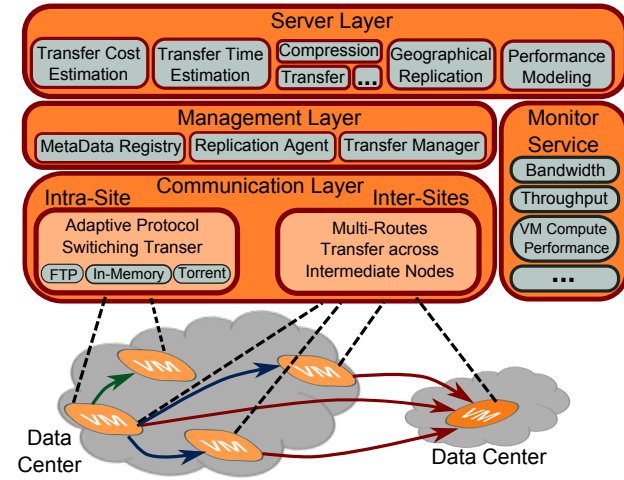 Server Layer
Transfer Cost
Estimation
Transfer Time
Estimation
Compression
Transfer
...
Geographical
Replication
Performance
Modeling
Management Layer
MetaData Registry
Replication Agent
Transfer Manager
Monitor
Service
Bandwidth
Throughput
VM Compute
Performance
...
Communication Layer
Intra-Site
Inter-Sites
Adaptive Protocol
Switiching Transer
FTP
In-Memory
Torrent
Multi-Routes
Transfer across
Intermediate Nodes
VM
VM
VM
VM
VM
Data
Center
Data Center